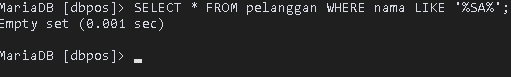 MariaDB [dbpos]> SELECT * FROM pelanggan WHERE nama LIKE '%SA%';
Empty set (0.001 sec)
MariaDB [dbpos]> _